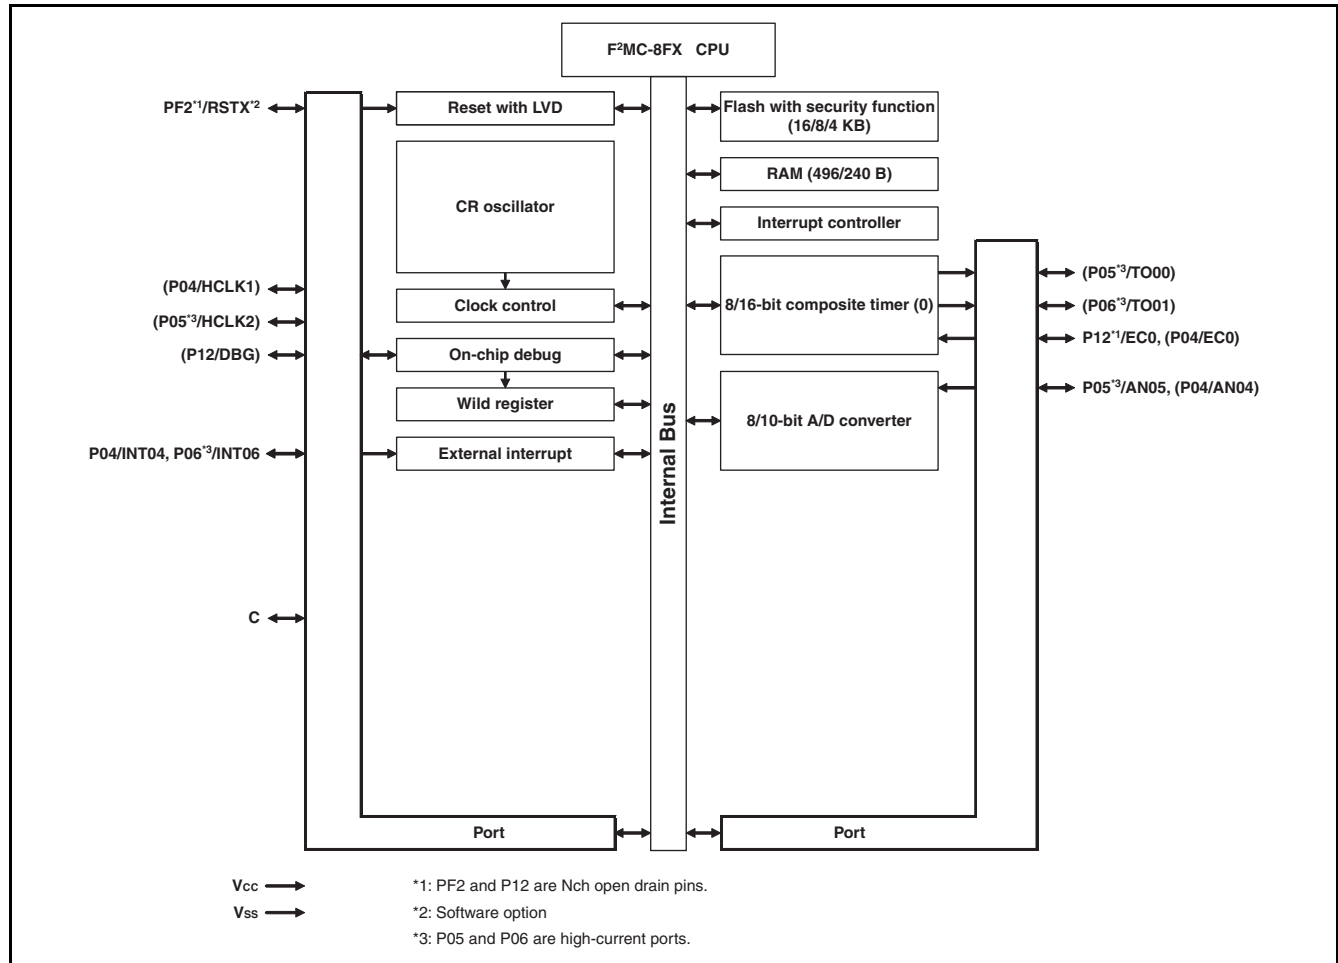 F²MC-8FX CPU
PF2*1/RSTX*2
Reset with LVD
Flash with security function
(16/8/4 KB)
CR oscillator
RAM (496/240 B)
Interrupt controller
(P04/HCLK1)
(P05*3/HCLK2)
(P12/DBG)
Clock control
On-chip debug
Wild register
P04/INT04, P06*3/INT06
External interrupt
C
Internal Bus
8/16-bit composite timer (0)
8/10-bit A/D converter
(P05*3/TO00)
(P06*3/TO01)
P12*1/EC0, (P04/EC0)
P05*3/AN05, (P04/AN04)
Port
Port
Vcc
Vss
*1: PF2 and P12 are Nch open drain pins.
*2: Software option
*3: P05 and P06 are high-current ports.